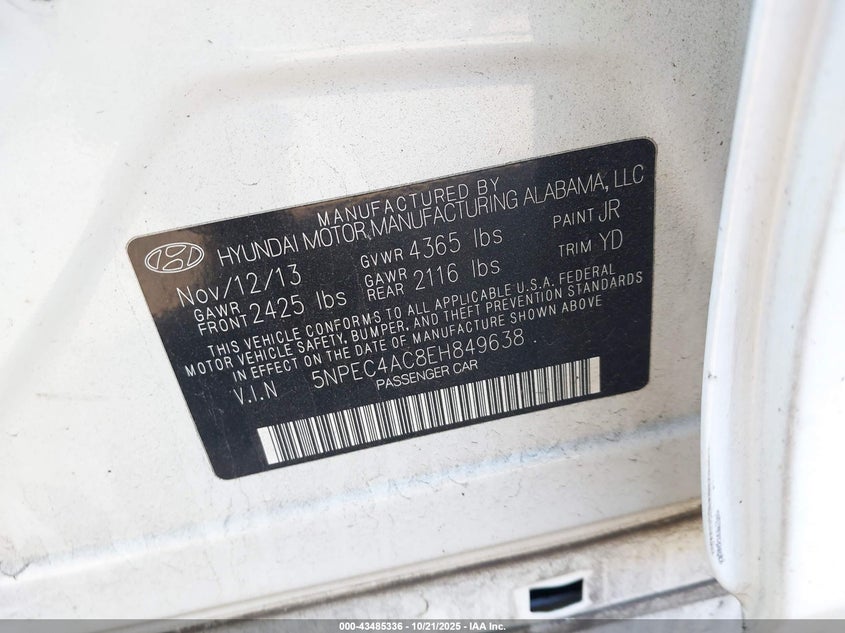 MANUFACTURED BY
HYUNDAI MOTOR MANUFACTURING ALABAMA, LLC
Nov/12/13 GVWR 4365 lbs PAINT JR
GAWR FRONT 2425 lbs GAWR REAR 2116 lbs TRIM YD
THIS VEHICLE CONFORMS TO ALL APPLICABLE U.S.A. FEDERAL
MOTOR VEHICLE SAFETY, BUMPER, AND THEFT PREVENTION STANDARDS
IN EFFECT ON THE DATE OF MANUFACTURE SHOWN ABOVE
V.I.N 5NPEC4AC8EH849638
PASSENGER CAR
000-43485336 - 10/21/2025 - IAA Inc.